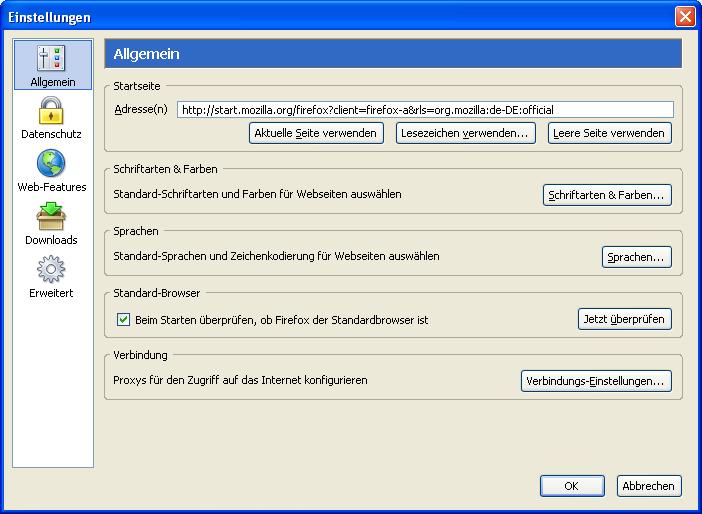 Einstellungen
Allgemein
Datenschutz
Web-Features
Downloads
Erweitert
Allgemein
Startseite
Adresse(n) http://start.mozilla.org/firefox?client=firefox-a&rls=org.mozilla:de-DE:official
Aktuelle Seite verwenden Lesezeichen verwenden... Leere Seite verwenden
Schriftarten & Farben
Standard-Schriftarten und Farben für Webseiten auswählen Schriftarten & Farben...
Sprachen
Standard-Sprachen und Zeichenkodierung für Webseiten auswählen Sprachen...
Standard-Browser
Beim Starten überprüfen, ob Firefox der Standardbrowser ist Jetzt überprüfen
Verbindung
Proxys für den Zugriff auf das Internet konfigurieren Verbindungs-Einstellungen...
OK Abbrechen